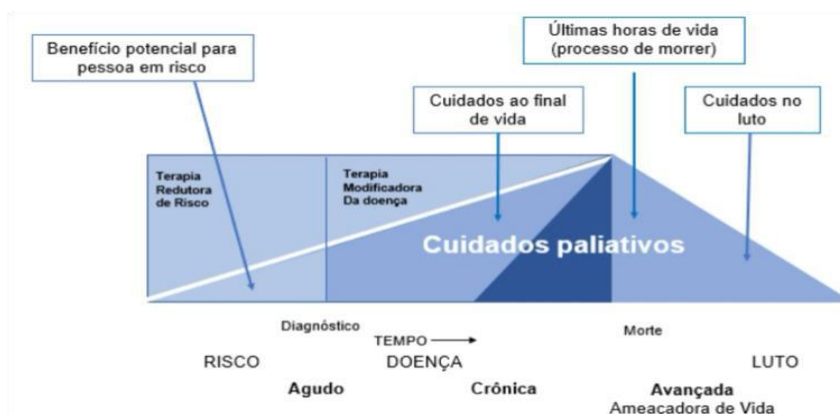 Benefício potencial para
pessoa em risco
Últimas horas de vida
(processo de morrer)
Cuidados ao final
de vida
Cuidados no
luto
Terapia
Redutora
de Risco
Terapia
Modificadora
Da doença
Cuidados paliativos
Diagnóstico
Morte
TEMPO
RISCO
DOENÇA
LUTO
Agudo
Crônica
Avançada
Ameaçadora de Vida